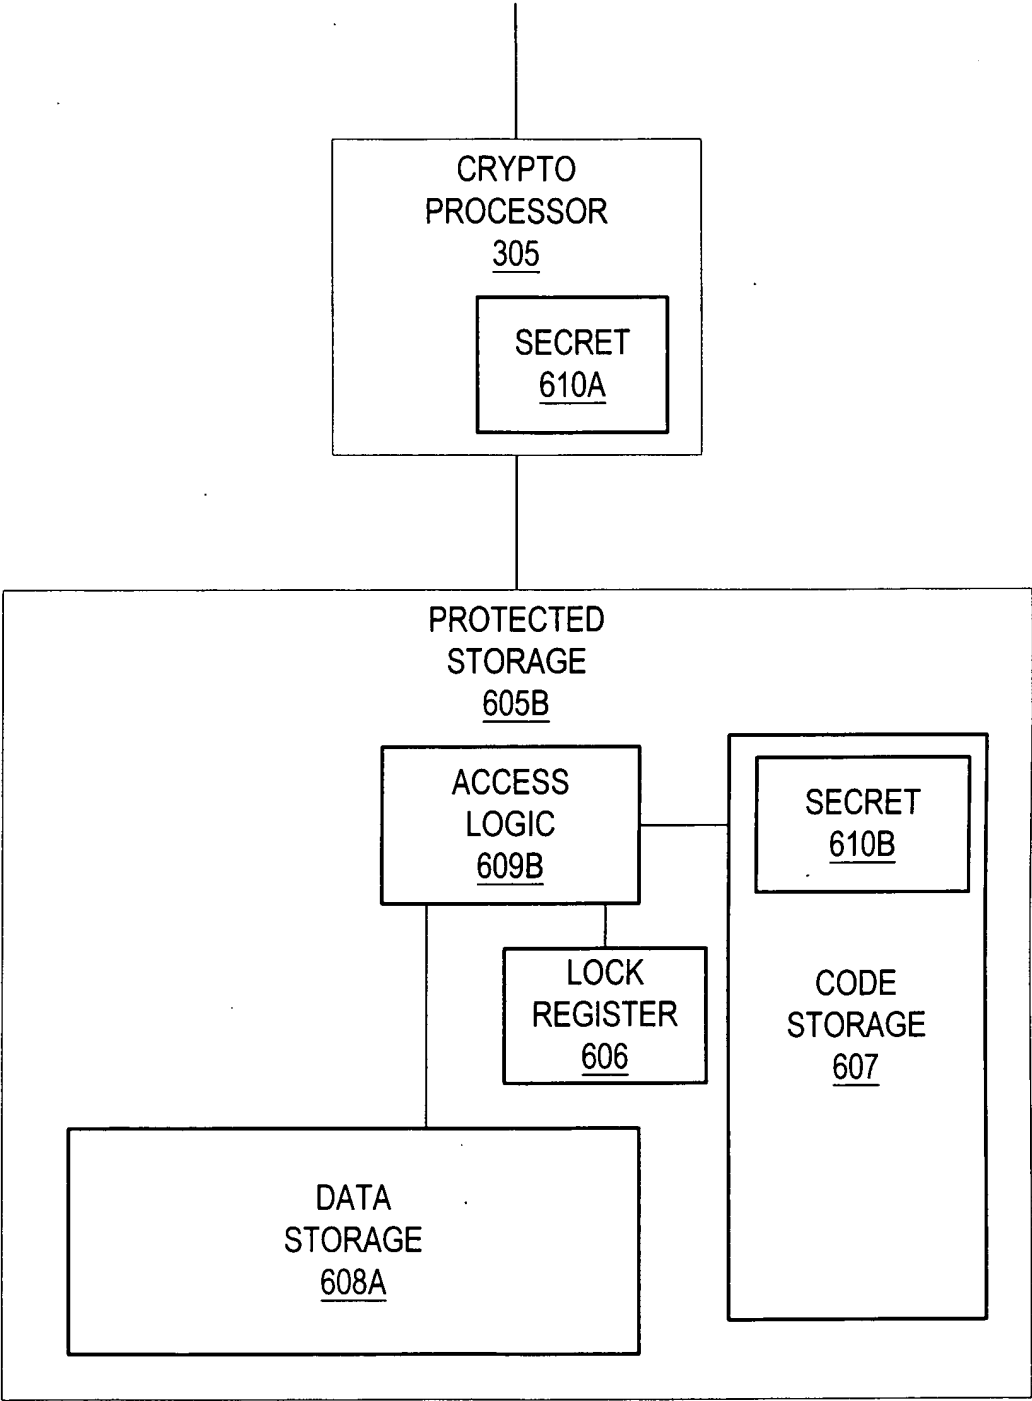 CRYPTO
PROCESSOR
305
SECRET
610A
PROTECTED
STORAGE
605B
ACCESS
LOGIC
609B
SECRET
610B
LOCK
REGISTER
606
CODE
STORAGE
607
DATA
STORAGE
608A